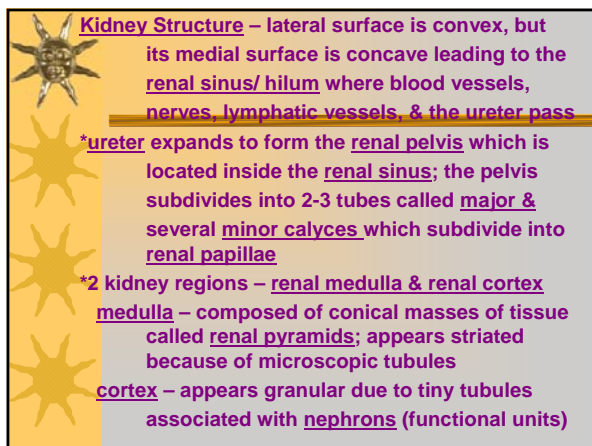 Kidney Structure – lateral surface is convex, but
its medial surface is concave leading to the
renal sinus/ hilum where blood vessels,
nerves, lymphatic vessels, & the ureter pass
*ureter expands to form the renal pelvis which is
located inside the renal sinus; the pelvis
subdivides into 2-3 tubes called major &
several minor calyces which subdivide into
renal papillae
*2 kidney regions – renal medulla & renal cortex
medulla – composed of conical masses of tissue
called renal pyramids; appears striated
because of microscopic tubules
cortex – appears granular due to tiny tubules
associated with nephrons (functional units)